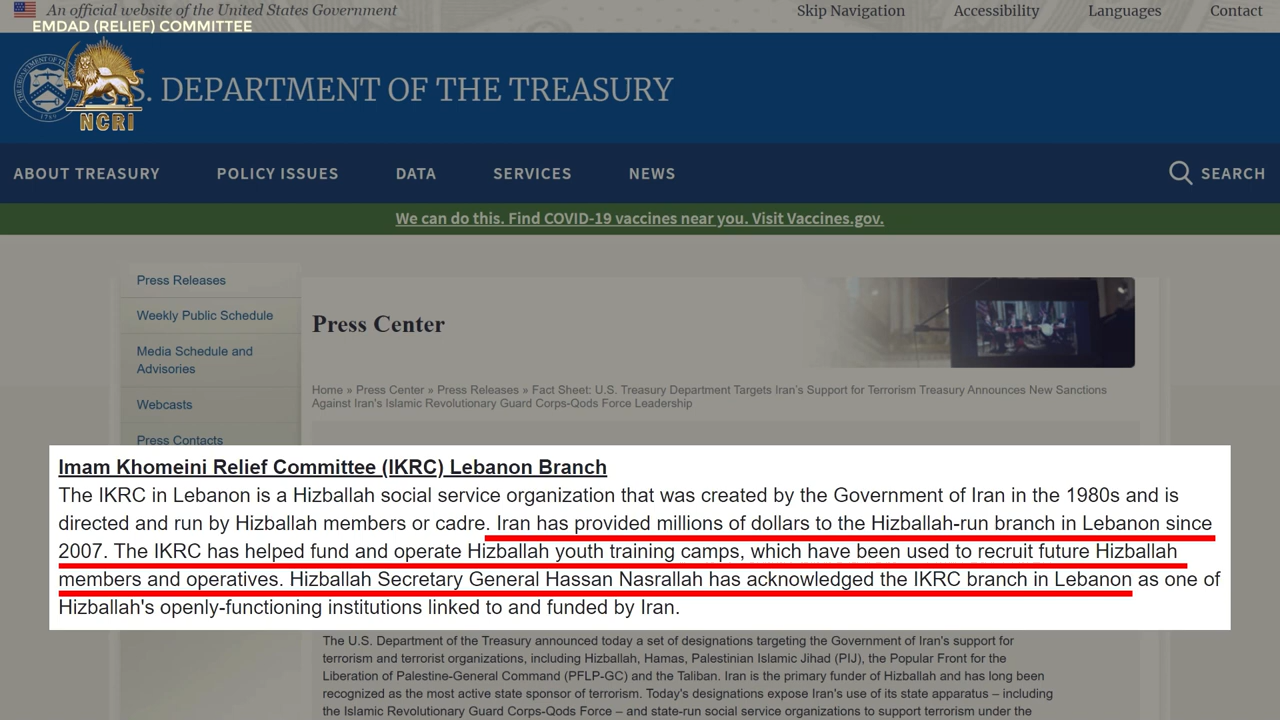 An official website of the United States Government
Skip Navigation Accessibility Languages Contact
EMDAD (RELIEF) COMMITTEE
S. DEPARTMENT OF THE TREASURY
1789
NCRI
ABOUT TREASURY POLICY ISSUES DATA SERVICES NEWS SEARCH
We can do this. Find COVID-19 vaccines near you. Visit Vaccines.gov.
Press Releases
Weekly Public Schedule
Media Schedule and
Advisories
Webcasts
Press Contacts
Press Center
Home » Press Center » Press Releases » Fact Sheet: U.S. Treasury Department Targets Iran's Support for Terrorism Treasury Announces New Sanctions
Against Iran's Islamic Revolutionary Guard Corps-Qods Force Leadership
Imam Khomeini Relief Committee (IKRC) Lebanon Branch
The IKRC in Lebanon is a Hizballah social service organization that was created by the Government of Iran in the 1980s and is
directed and run by Hizballah members or cadre. Iran has provided millions of dollars to the Hizballah-run branch in Lebanon since
2007. The IKRC has helped fund and operate Hizballah youth training camps, which have been used to recruit future Hizballah
members and operatives. Hizballah Secretary General Hassan Nasrallah has acknowledged the IKRC branch in Lebanon as one of
Hizballah's openly-functioning institutions linked to and funded by Iran.
The U.S. Department of the Treasury announced today a set of designations targeting the Government of Iran's support for
terrorism and terrorist organizations, including Hizballah, Hamas, Palestinian Islamic Jihad (PIJ), the Popular Front for the
Liberation of Palestine-General Command (PFLP-GC) and the Taliban. Iran is the primary funder of Hizballah and has long been
recognized as the most active state sponsor of terrorism. Today's designations expose Iran's use of its state apparatus – including
the Islamic Revolutionary Guard Corps-Qods Force – and state-run social service organizations to support terrorism under the